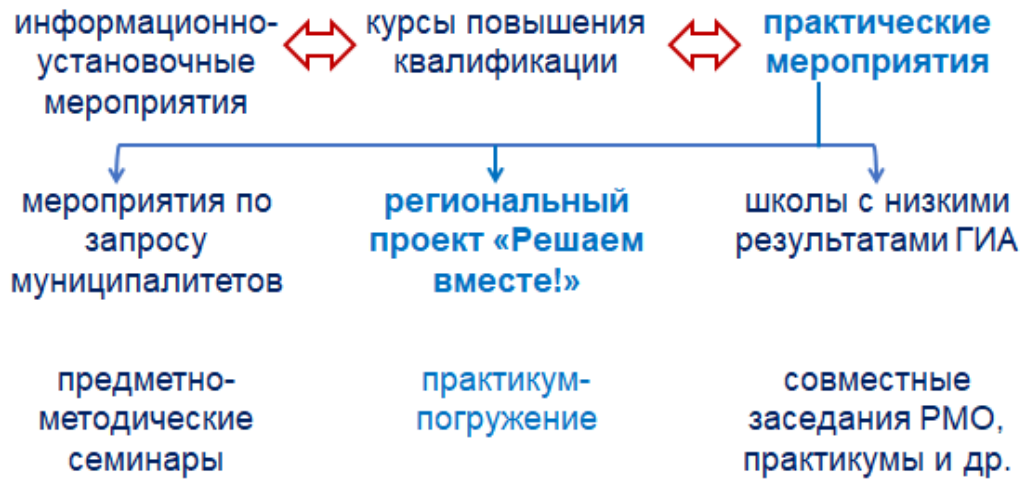 информационно-
установочные
мероприятия
курсы повышения
квалификации
практические
мероприятия
мероприятия по
запросу
муниципалитетов
региональный
проект «Решаем
вместе!»
школы с низкими
результатами ГИА
предметно-
методические
семинары
практикум-
погружение
совместные
заседания РМО,
практикумы и др.